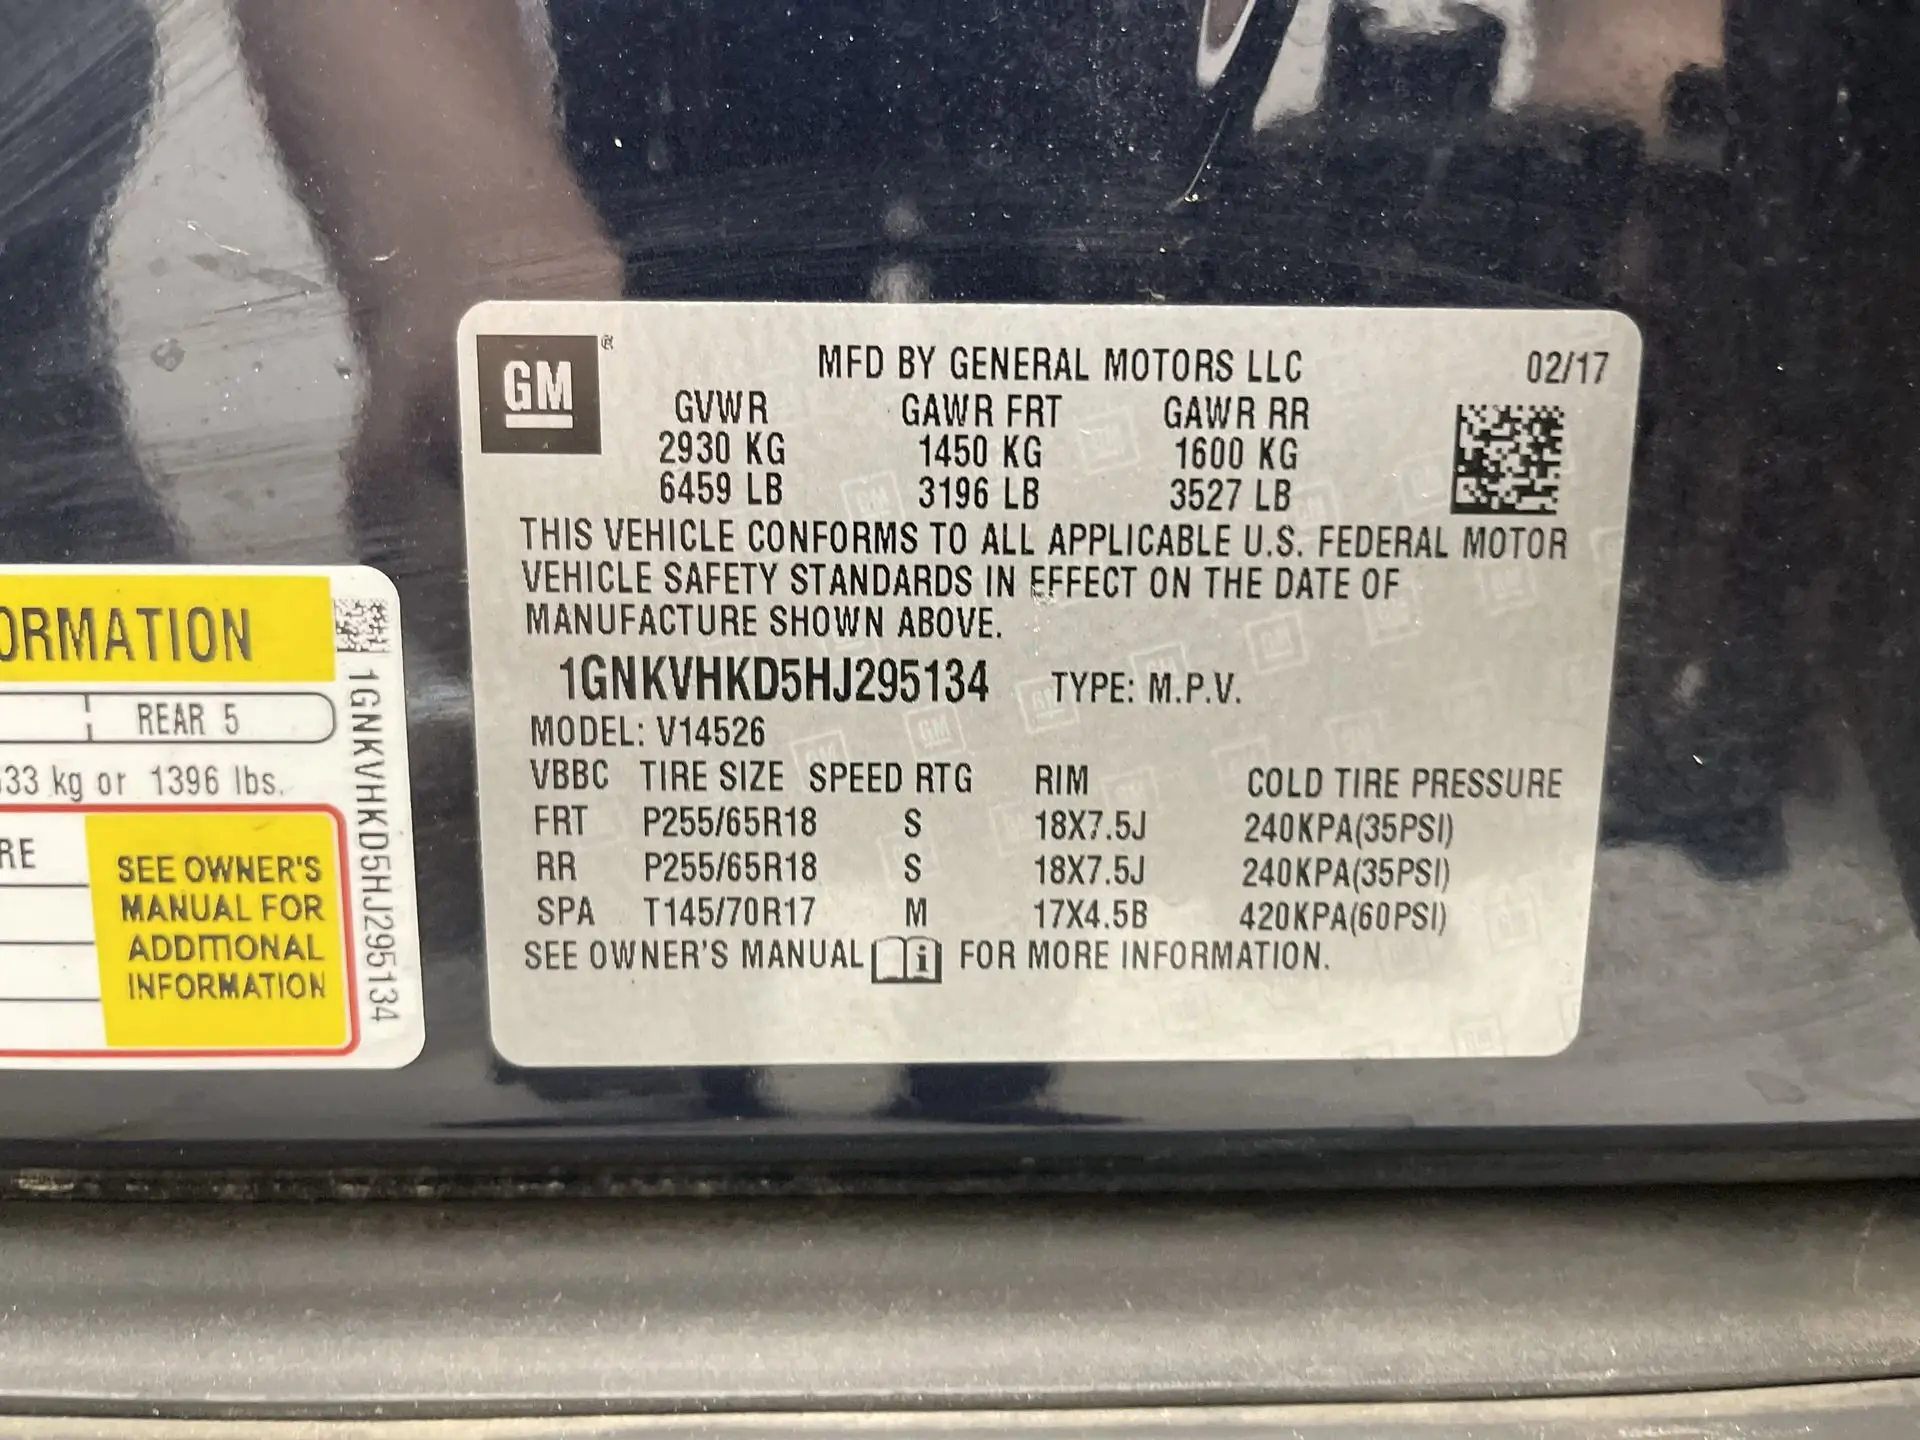 GM ®
MFD BY GENERAL MOTORS LLC 02/17
GVWR GAWR FRT GAWR RR
2930 KG 1450 KG 1600 KG
6459 LB 3196 LB 3527 LB
THIS VEHICLE CONFORMS TO ALL APPLICABLE U.S. FEDERAL MOTOR
VEHICLE SAFETY STANDARDS IN EFFECT ON THE DATE OF
MANUFACTURE SHOWN ABOVE.
1GNKVHKD5HJ295134 TYPE: M.P.V.
MODEL: V14526
VBBC TIRE SIZE SPEED RTG RIM COLD TIRE PRESSURE
FRT P255/65R18 S 18X7.5J 240KPA(35PSI)
RR P255/65R18 S 18X7.5J 240KPA(35PSI)
SPA T145/70R17 M 17X4.5B 420KPA(60PSI)
SEE OWNER'S MANUAL i FOR MORE INFORMATION.
ORMATION
REAR 5
33 kg or 1396 lbs.
RE
SEE OWNER'S
MANUAL FOR
ADDITIONAL
INFORMATION
1GNKVHKD5HJ295134